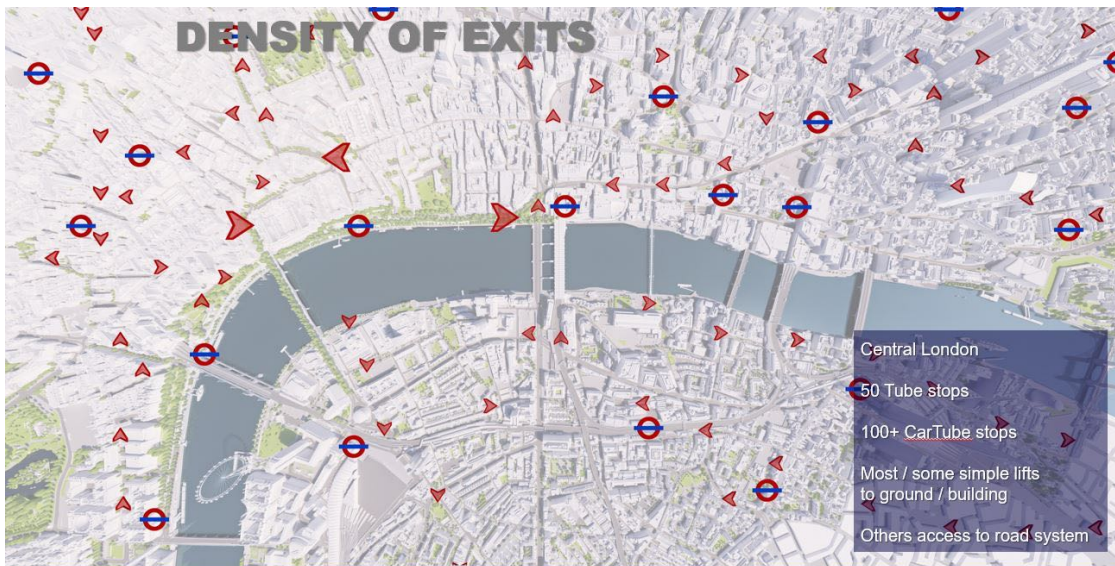 DENSITY OF EXITS
Central London
50 Tube stops
100+ CarTube stops
Most / some simple lifts
to ground / building
Others access to road system